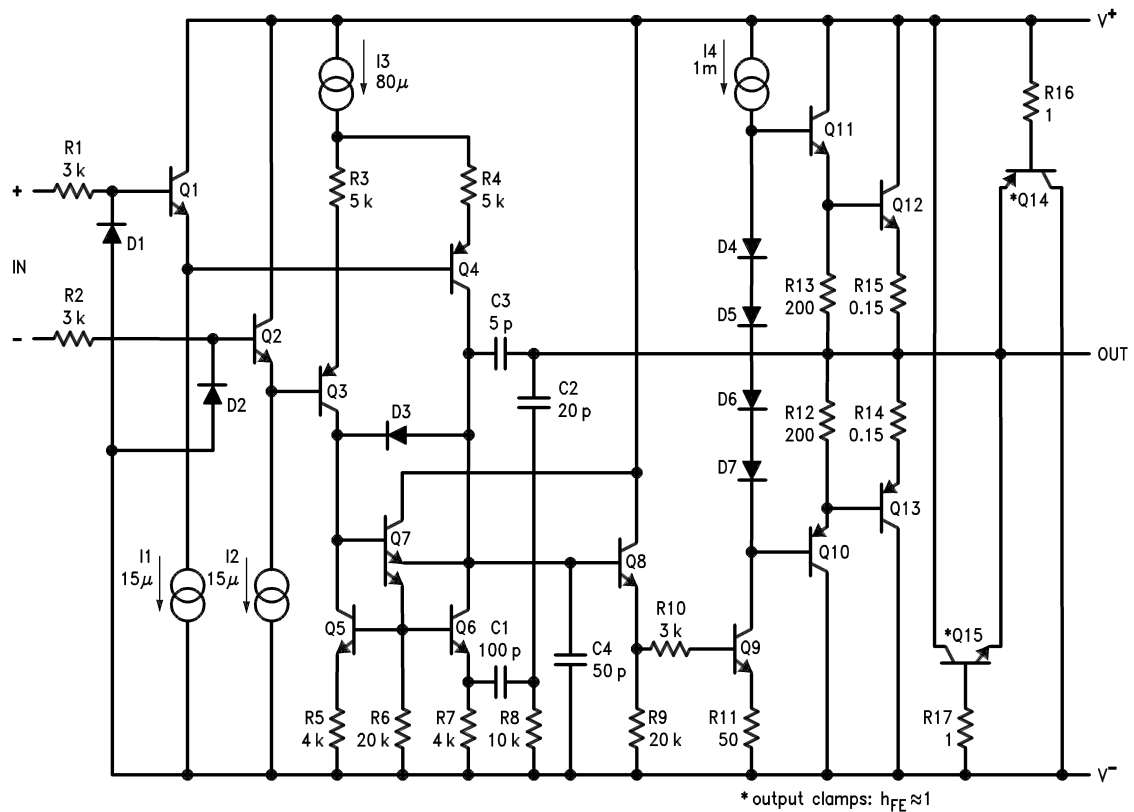 V+
I3
80μ
I4
1m
R16
1
R1
3 k
+
Q1
R3
5 k
R4
5 k
Q11
*Q14
Q12
D1
IN
Q4
D4
R2
3 k
−
Q2
C3
5 p
D5
R13
200
R15
0.15
OUT
Q3
D2
D3
C2
20 p
D6
R12
200
R14
0.15
D7
Q7
Q13
I1
15μ
I2
15μ
Q8
Q10
Q5
Q6
C1
100 p
R10
3 k
Q9
*Q15
C4
50 p
R5
4 k
R6
20 k
R7
4 k
R8
10 k
R9
20 k
R11
50
R17
1
V−
* output clamps: hFE≈1